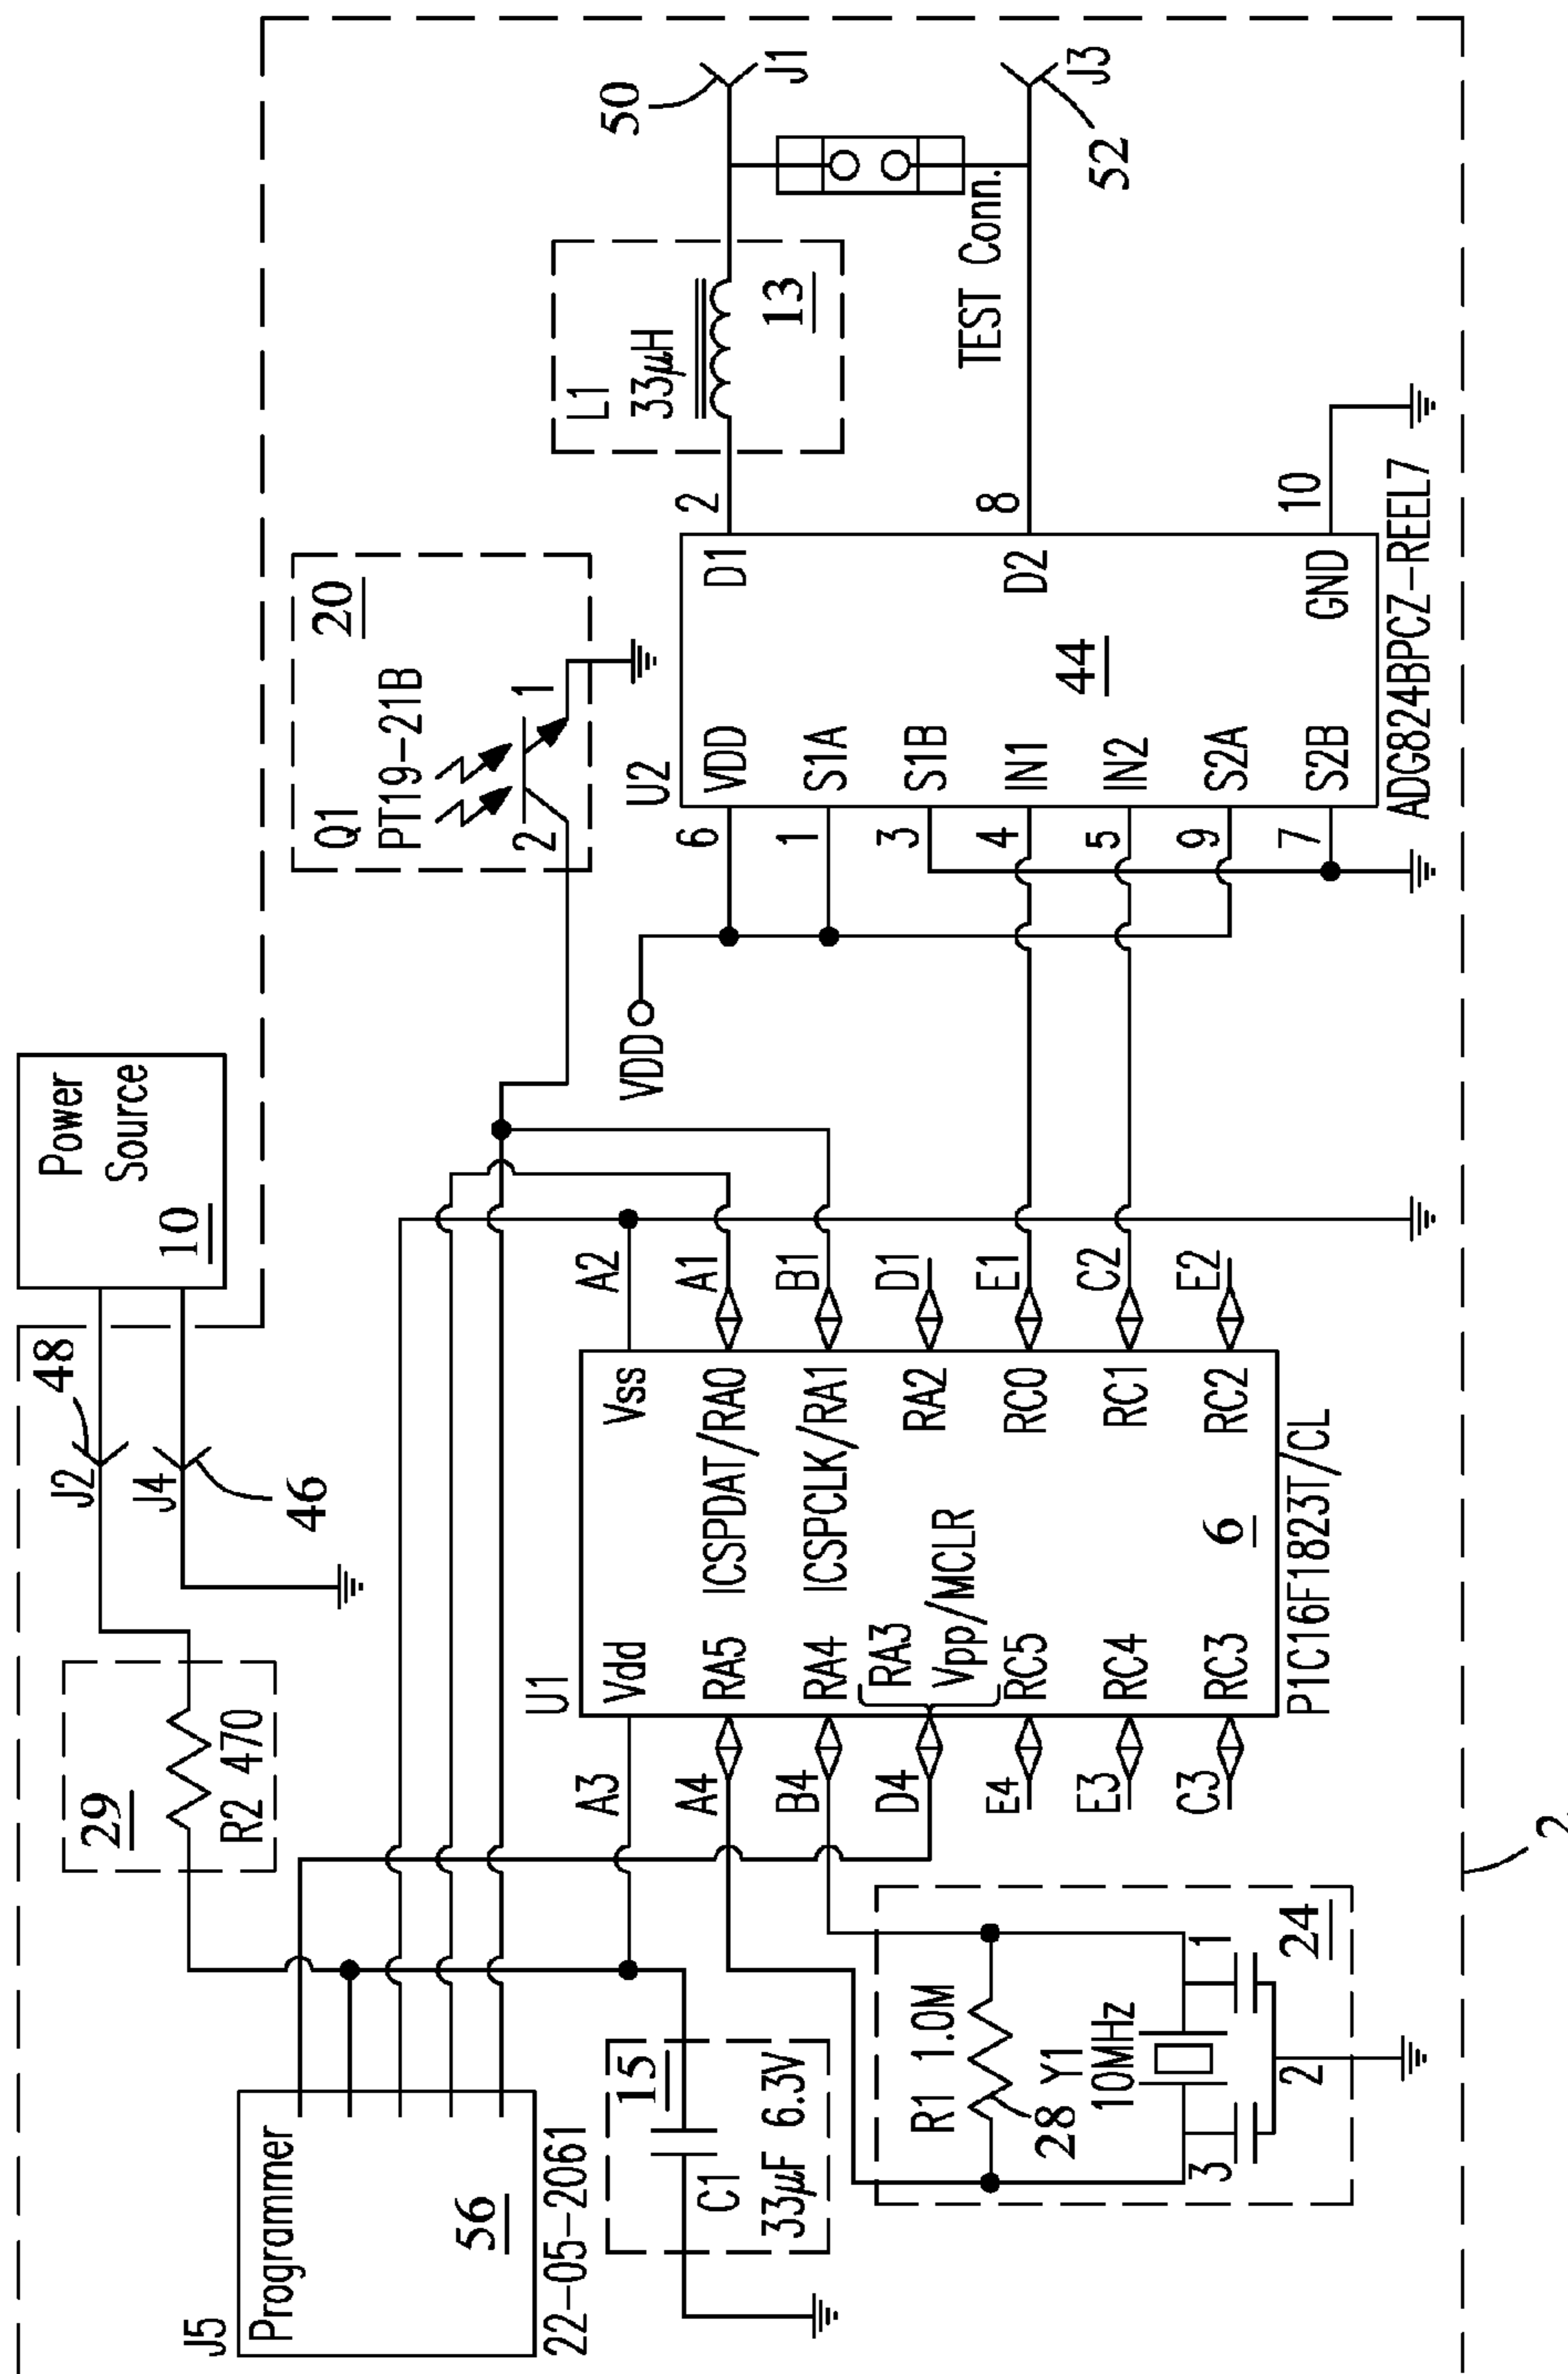 Power
Source
10
J2
48
J4
46
29
R2 470
J5
Programmer
56
22-05-2061
15
C1
33µF 6.3V
U1
Vdd
Vss
RA5
ICSPDAT/RA0
RA4
ICSPCLK/RA1
RA3
RA2
Vpp/MCLR
RC5
RC0
RC4
RC1
RC3
RC2
6
P1C16F1823T/CL
A3
A4
B4
D4
E4
E3
C3
A2
A1
B1
D1
E1
C2
E2
R1 1.0M
28
Y1
10MHz
1
2
3
24
Q1
20
PT19-21B
2
1
VDD
U2
6
1
3
4
5
9
7
VDD
S1A
S1B
IN1
IN2
S2A
S2B
D1
D2
GND
44
2
8
10
ADG824BPCZ-REEL7
L1
33µH
13
50
J1
TEST Conn.
J3
52
2